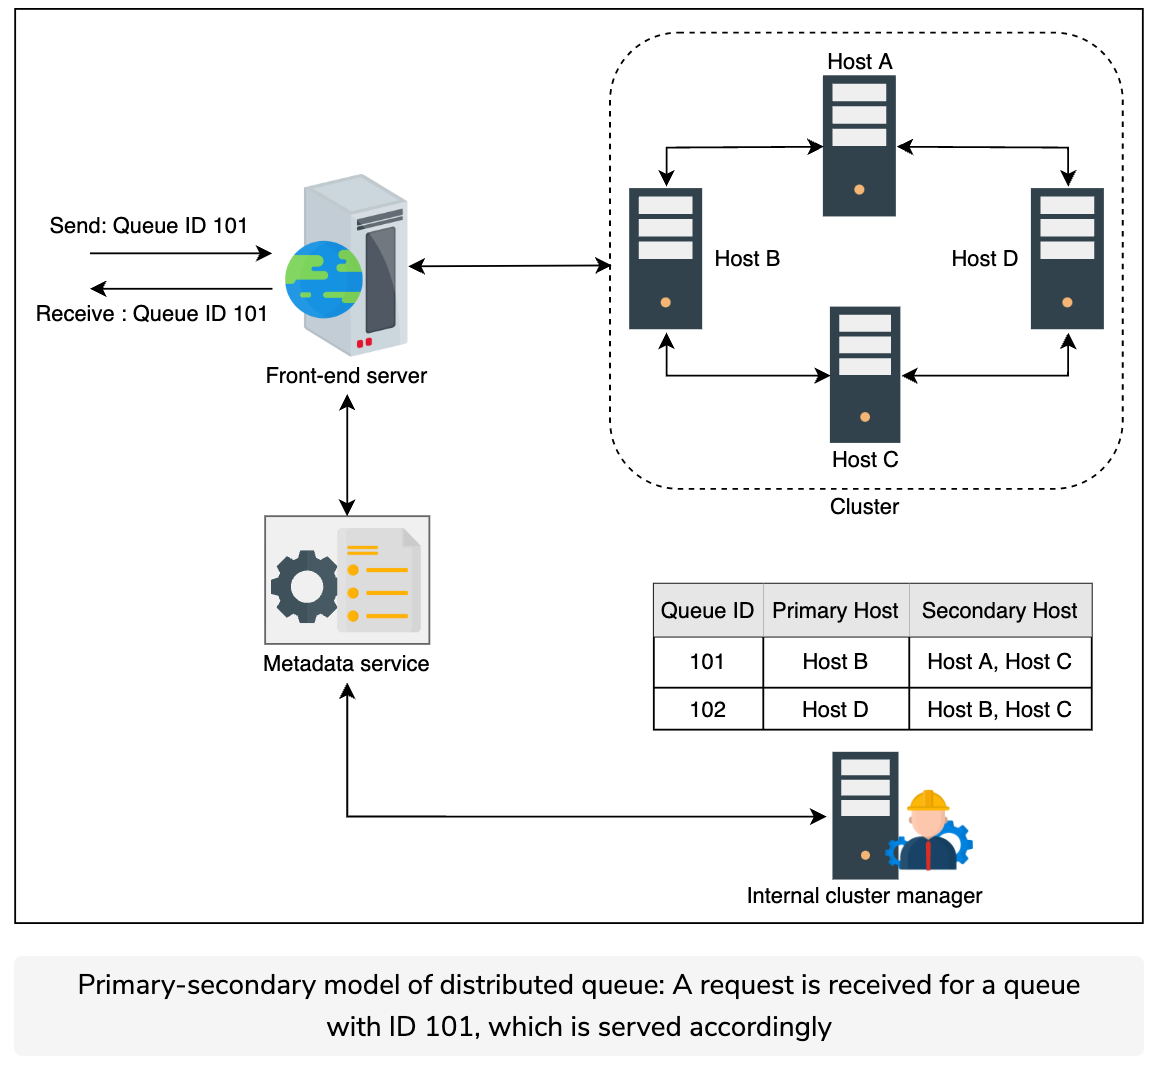 Host A
Send: Queue ID 101
Host B
Host D
Receive : Queue ID 101
Front-end server
Host C
Cluster
Queue ID Primary Host Secondary Host
101 Host B Host A, Host C
102 Host D Host B, Host C
Metadata service
Internal cluster manager
Primary-secondary model of distributed queue: A request is received for a queue
with ID 101, which is served accordingly